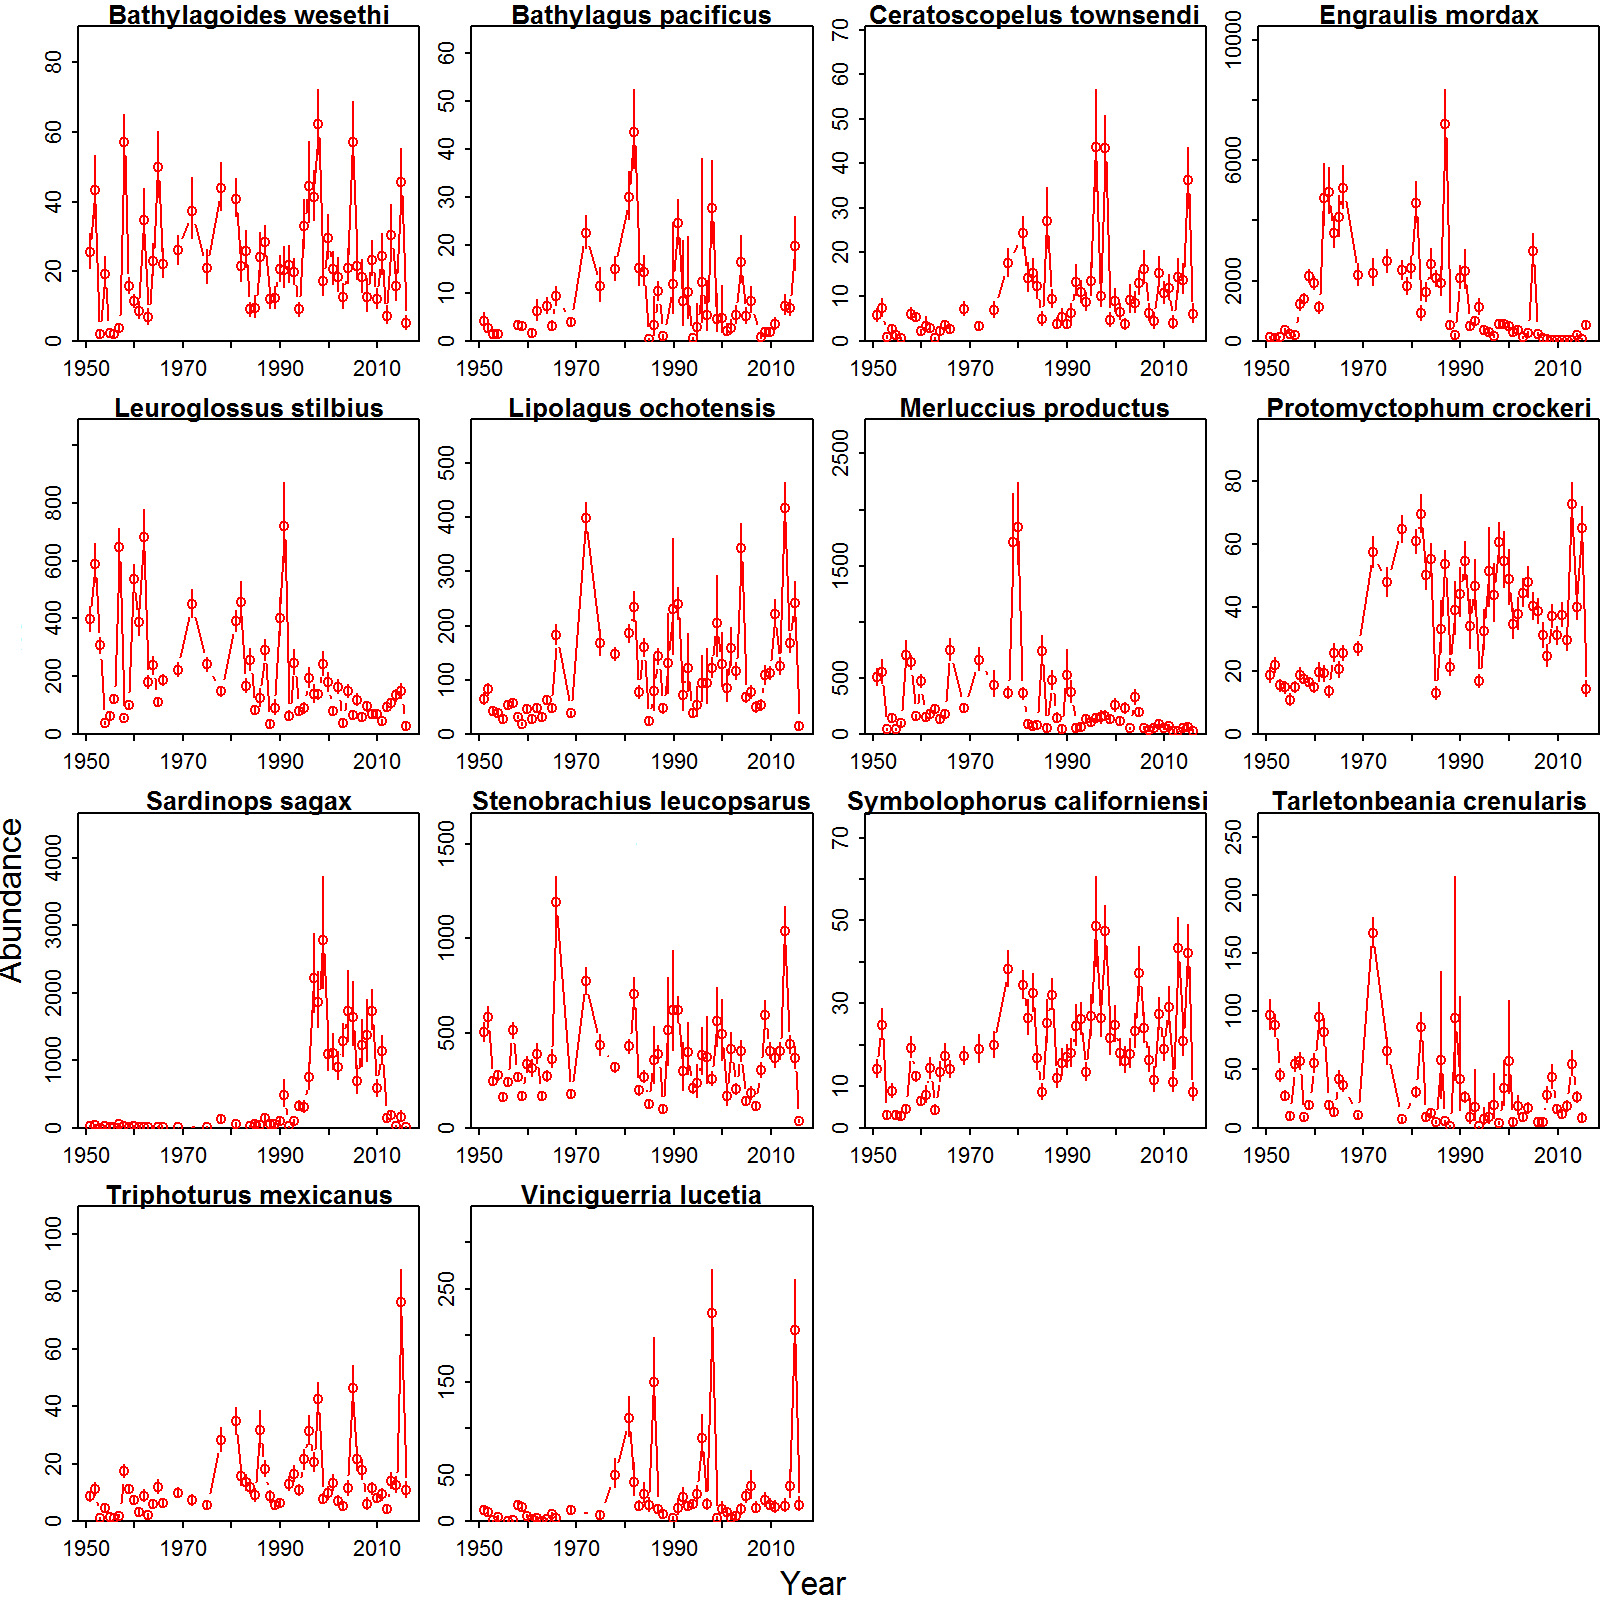 Bathylagoides wesethi
Bathylagus pacificus
Ceratoscopelus townsendi
Engraulis mordax
0 20 40 60 80
1950 1970 1990 2010
0 10 20 30 40 50 60
1950 1970 1990 2010
0 10 20 30 40 50 60 70
1950 1970 1990 2010
0 2000 6000 10000
1950 1970 1990 2010
Leuroglossus stilbius
Lipolagus ochotensis
Merluccius productus
Protomyctophum crockeri
0 200 400 600 800
1950 1970 1990 2010
0 100 200 300 400 500
1950 1970 1990 2010
0 500 1500 2500
1950 1970 1990 2010
0 20 40 60 80
1950 1970 1990 2010
Sardinops sagax
Stenobrachius leucopsarus
Symbolophorus californiensi
Tarletonbeania crenularis
0 1000 2000 3000 4000
1950 1970 1990 2010
0 500 1000 1500
1950 1970 1990 2010
0 10 30 50 70
1950 1970 1990 2010
0 50 100 150 200 250
1950 1970 1990 2010
Triphoturus mexicanus
Vinciguerria lucetia
0 20 40 60 80 100
1950 1970 1990 2010
0 50 150 250
1950 1970 1990 2010
Abundance
Year